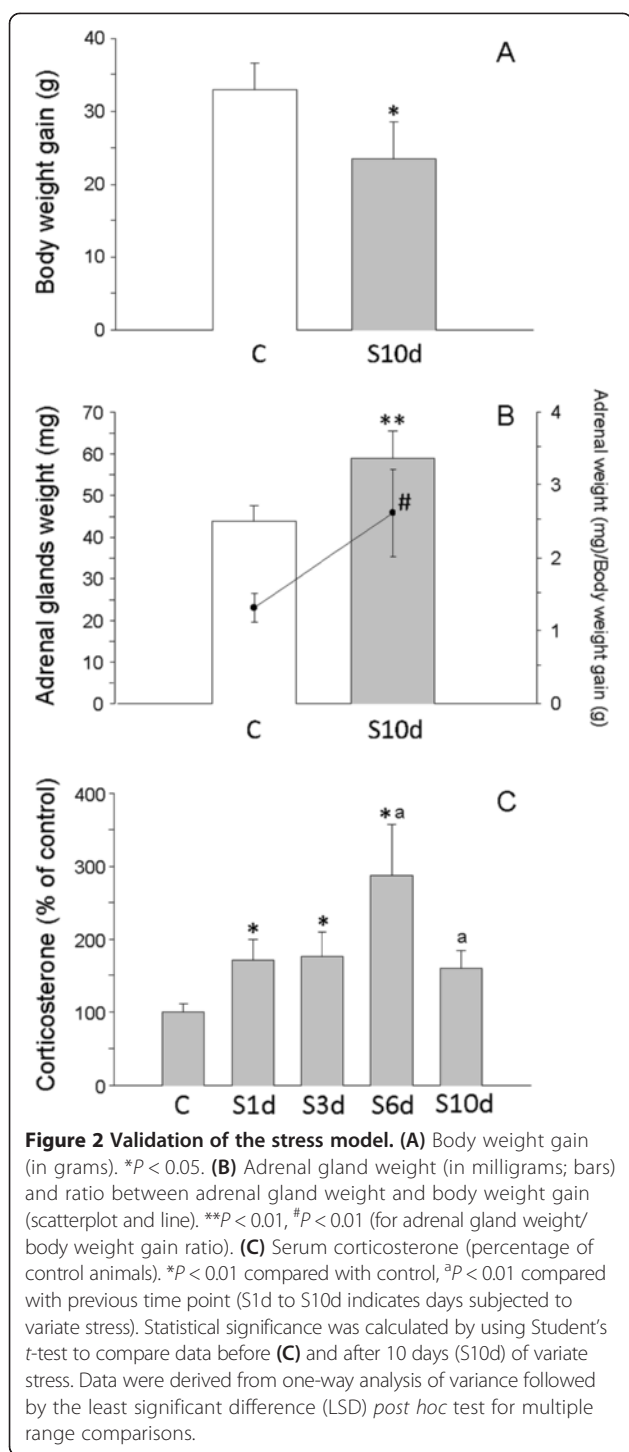 40
A
30
*
20
10
0
Body weight gain (g)
C S10d
70
B
4
60
**
50
#
3
40
30
2
20
1
10
0
0
Adrenal glands weight (mg)
Adrenal weight (mg)/Body weight gain (g)
C S10d
400
C
* a
300
* * a
200
100
0
Corticosterone (% of control)
C S1d S3d S6d S10d
Figure 2 Validation of the stress model. (A) Body weight gain
(in grams). *P < 0.05. (B) Adrenal gland weight (in milligrams; bars)
and ratio between adrenal gland weight and body weight gain
(scatterplot and line). **P < 0.01, #P < 0.01 (for adrenal gland weight/
body weight gain ratio). (C) Serum corticosterone (percentage of
control animals). *P < 0.01 compared with control, aP < 0.01 compared
with previous time point (S1d to S10d indicates days subjected to
variate stress). Statistical significance was calculated by using Student's
t-test to compare data before (C) and after 10 days (S10d) of variate
stress. Data were derived from one-way analysis of variance followed
by the least significant difference (LSD) post hoc test for multiple
range comparisons.